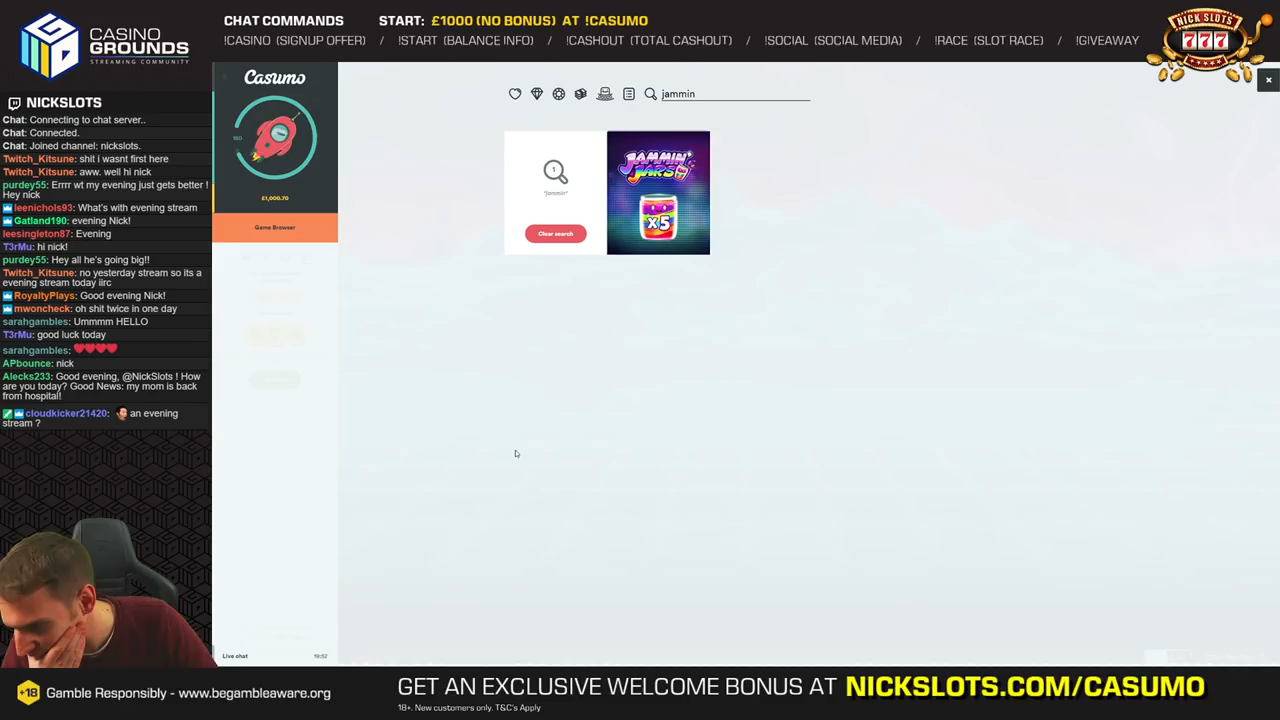 CHAT COMMANDS
START: £1000 (NO BONUS) AT !CASUMO
!CASINO (SIGNUP OFFER) / !START (BALANCE INFO) / !CASHOUT (TOTAL CASHOUT) / !SOCIAL (SOCIAL MEDIA) / !RACE (SLOT RACE) / !GIVEAWAY
CASINO
GROUNDS
STREAMING COMMUNITY
NICK SLOTS
777
NICKSLOTS
Chat: Connecting to chat server..
Chat: Connected.
Chat: Joined channel: nickslots.
Twitch_Kitsune: shit i wasnt first here
Twitch_Kitsune: aww. well hi nick
purdey55: Errrr wt my evening just gets better !
Hey nick
leenichols93: What's with evening stream
Gatland190: evening Nick!
leesingleton87: Evening
T3rMu: hi nick!
purdey55: Hey all he's going big!!
Twitch_Kitsune: no yesterday stream so its a
evening stream today iirc
RoyaltyPlays: Good evening Nick!
mwoncheck: oh shit twice in one day
sarahgambles: Ummmm HELLO
T3rMu: good luck today
sarahgambles:
APbounce: nick
Alecks233: Good evening, @NickSlots ! How
are you today? Good News: my mom is back
from hospital!
cloudkicker21420: an evening
stream ?
Casumo
150
£1,000.70
Game Browser
jammin
1
"Jammin"
Clear search
JAMMIN'
JARS
x5
Live chat
19:52
+18 Gamble Responsibly - www.begambleaware.org
GET AN EXCLUSIVE WELCOME BONUS AT NICKSLOTS.COM/CASUMO
18+. New customers only. T&C's Apply